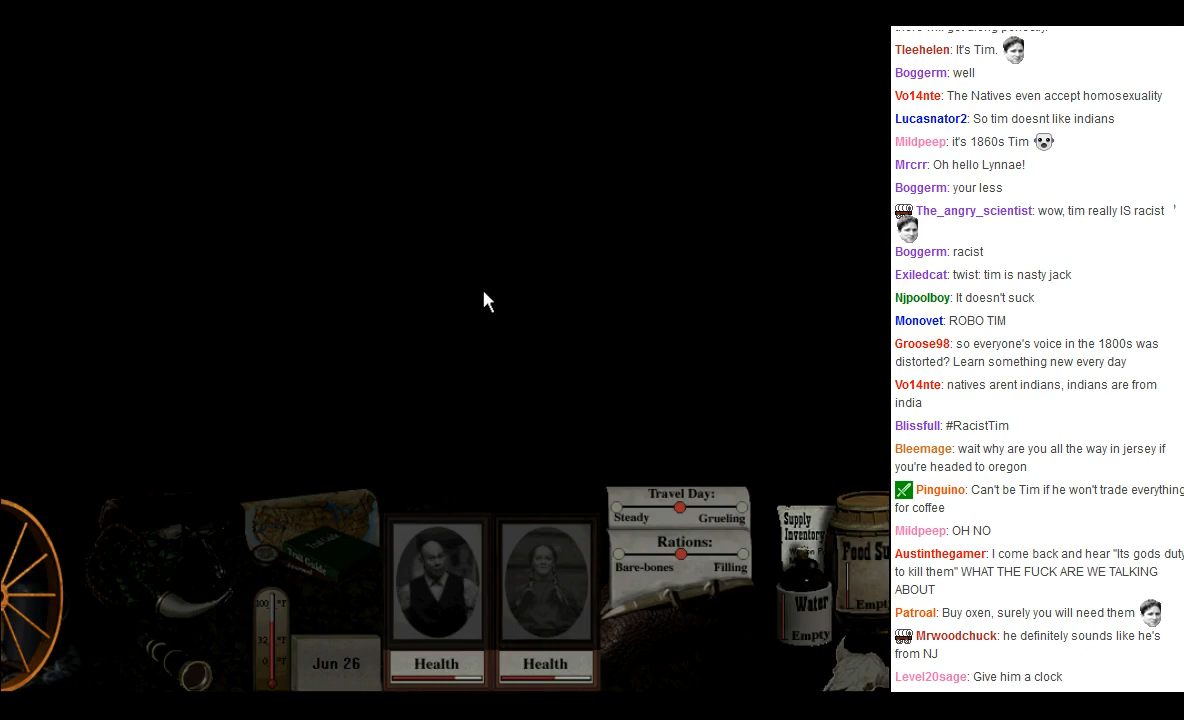 Tleehelen: It's Tim.
Boggerm: well
Vo14nte: The Natives even accept homosexuality
Lucasnator2: So tim doesnt like indians
Mildpeep: it's 1860s Tim
Mrcrr: Oh hello Lynnae!
Boggerm: your less
The_angry_scientist: wow, tim really IS racist '
Boggerm: racist
Exiledcat: twist: tim is nasty jack
Njpoolboy: It doesn't suck
Monovet: ROBO TIM
Groose98: so everyone's voice in the 1800s was
distorted? Learn something new every day
Vo14nte: natives arent indians, indians are from
india
Blissfull: #RacistTim
Bleemage: wait why are you all the way in jersey if
you're headed to oregon
Pinguino: Can't be Tim if he won't trade everything
for coffee
Mildpeep: OH NO
Austinthegamer: I come back and hear "Its gods duty
to kill them" WHAT THE FUCK ARE WE TALKING
ABOUT
Patroal: Buy oxen, surely you will need them
Mrwoodchuck: he definitely sounds like he's
from NJ
Level20sage: Give him a clock
Travel Day:
Steady Grueling
Rations:
Bare-bones Filling
Supply
Inventory
Water
Empty
Food
Empty
Trail Guide
100 °F
32 °F
0 °F
Jun 26
Health
Health